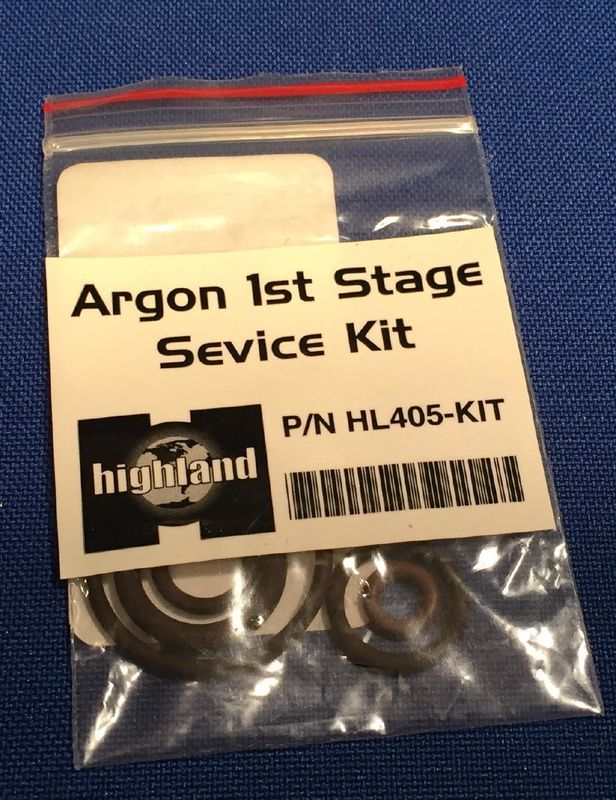 Argon 1st Stage
Sevice Kit
P/N HL405-KIT
highland